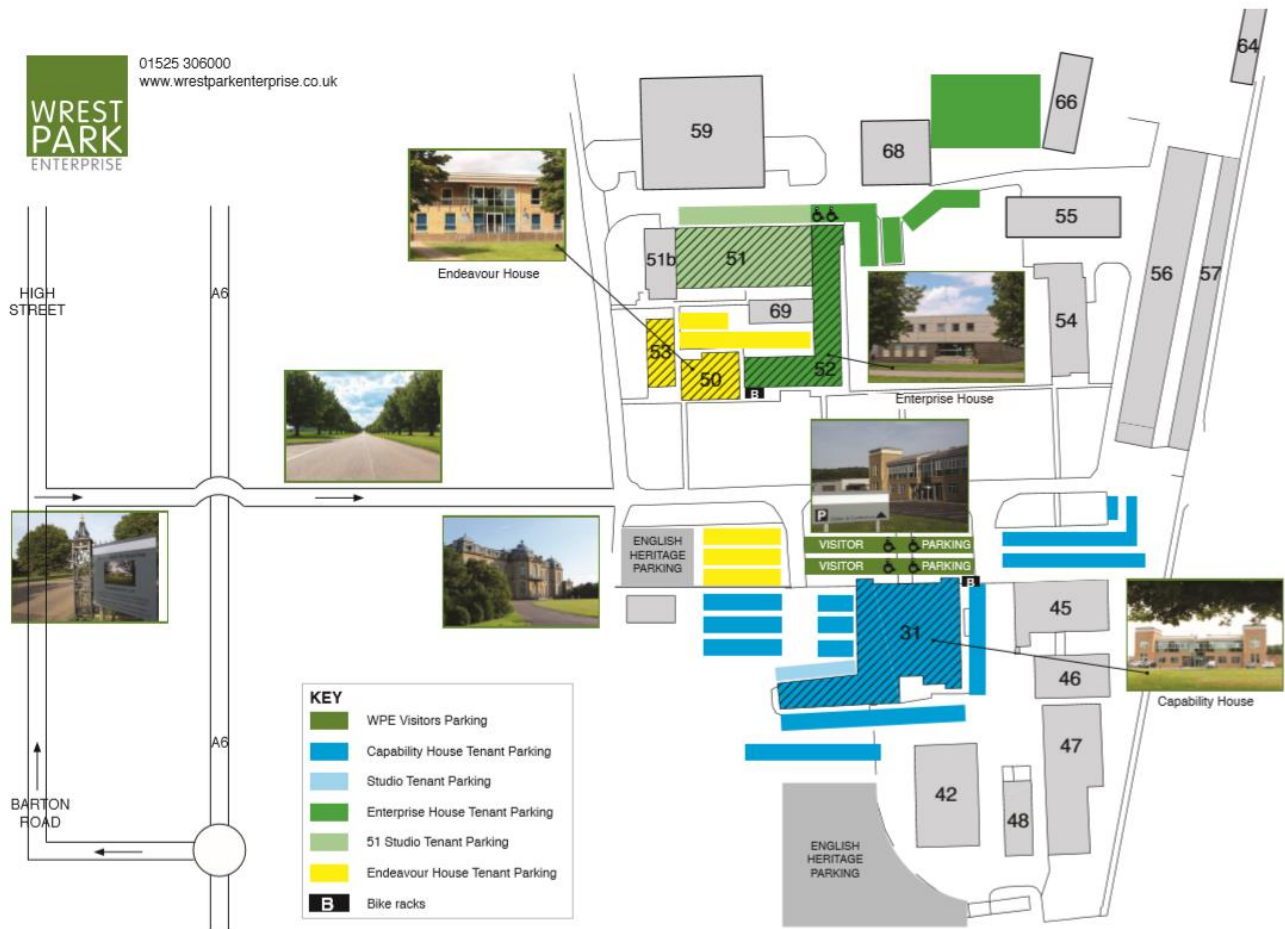 WREST
PARK
ENTERPRISE
01525 306000
www.wrestparkenterprise.co.uk
64
66
59
68
55
51b
51
56
57
Endeavour House
HIGH
STREET
A6
69
54
53
50
52
B
Enterprise House
P
ENGLISH
HERITAGE
PARKING
VISITOR
PARKING
VISITOR
PARKING
B
45
31
46
Capability House
KEY
WPE Visitors Parking
Capability House Tenant Parking
Studio Tenant Parking
Enterprise House Tenant Parking
51 Studio Tenant Parking
Endeavour House Tenant Parking
B Bike racks
A6
BARTON
ROAD
47
42
48
ENGLISH
HERITAGE
PARKING